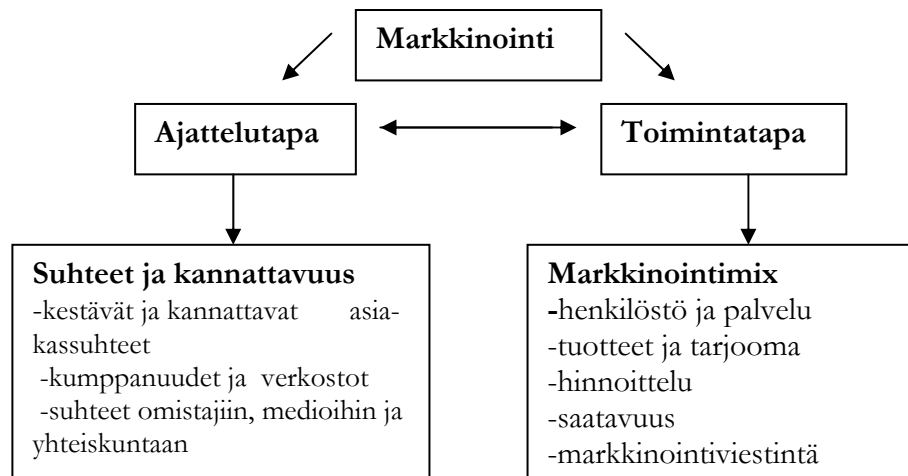 Markkinointi
Ajattelutapa
Toimintatapa
Suhteet ja kannattavuus
-kestävät ja kannattavat asia-
kassuhteet
-kumppanuudet ja verkostot
-suhteet omistajiin, medioihin ja
yhteiskuntaan
Markkinointimix
-henkilöstö ja palvelu
-tuotteet ja tarjooma
-hinnoittelu
-saatavuus
-markkinointiviestintä